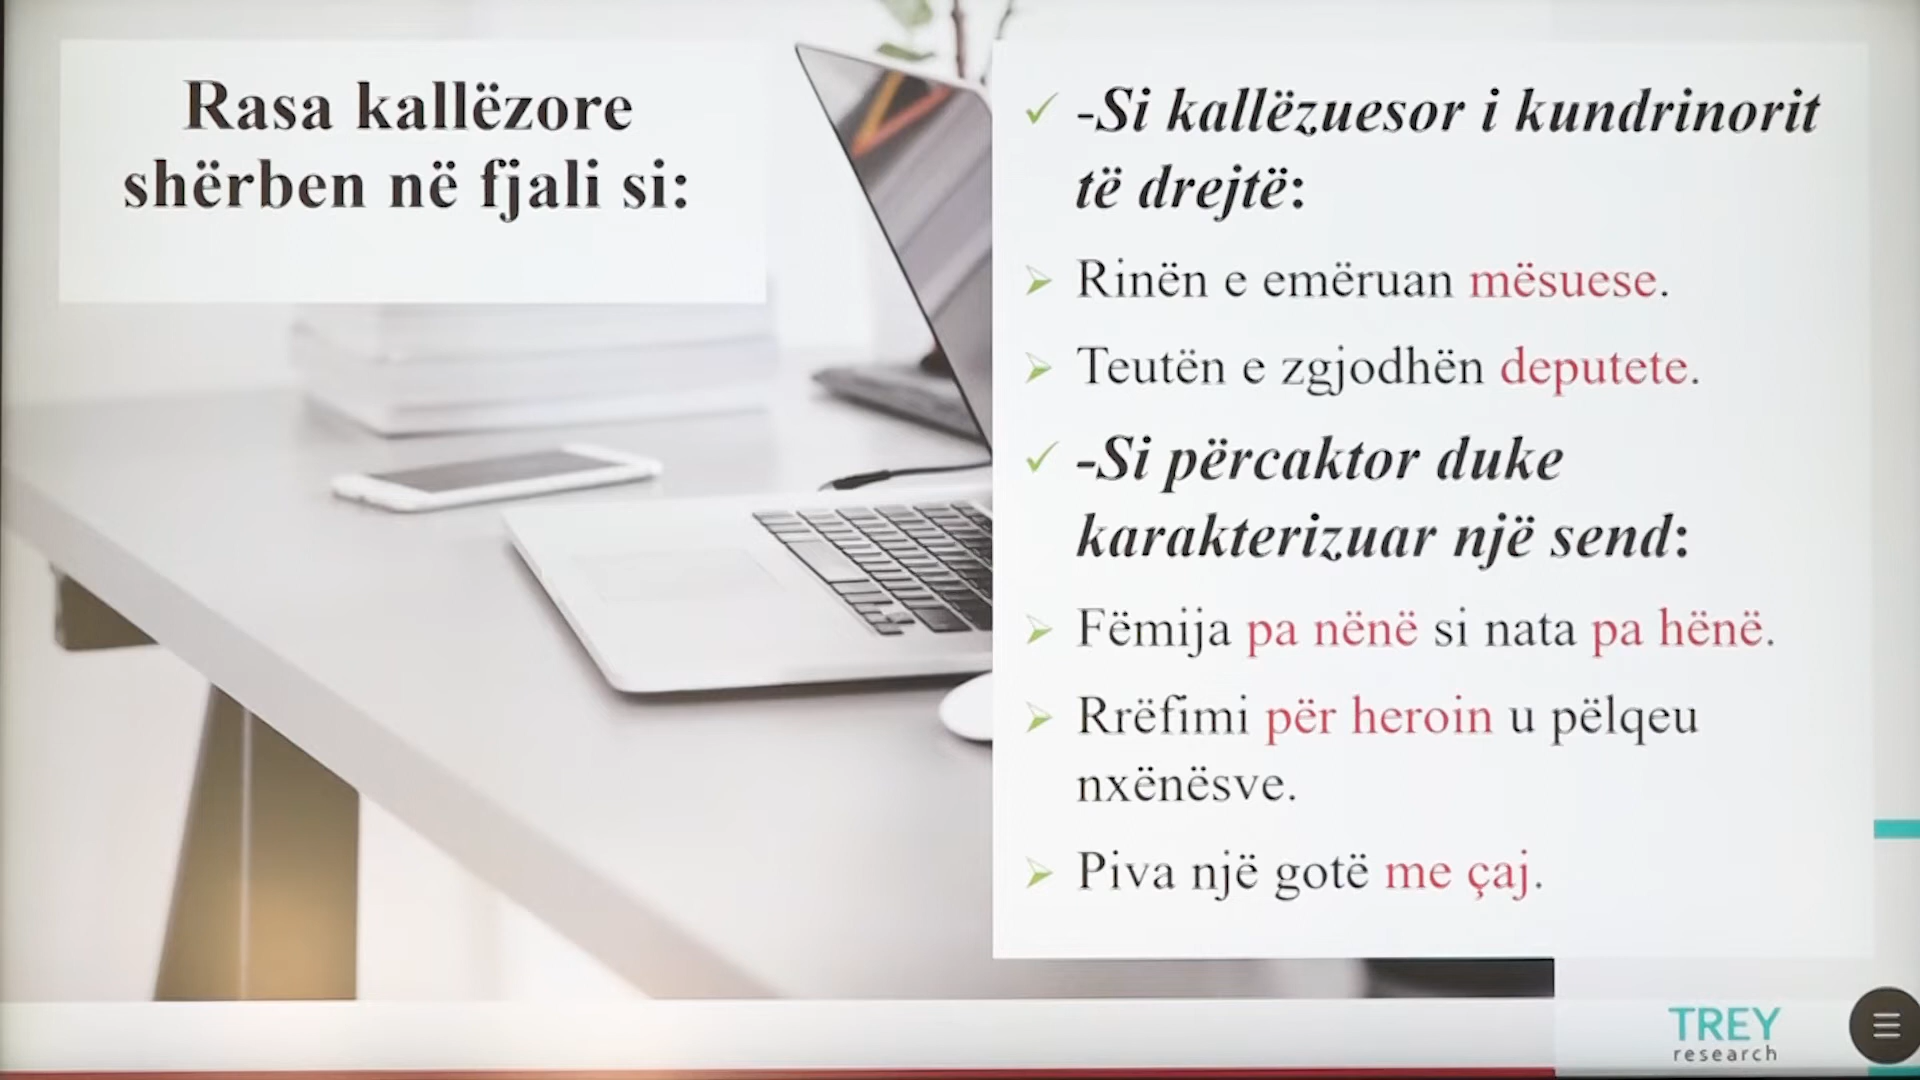 Rasa kallëzore
shërben në fjali si:
-Si kallëzuesor i kundrinorit
të drejtë:
Rinën e emëruan mësuese.
Teutën e zgjodhën deputete.
-Si përcaktor duke
karakterizuar një send:
Fëmija pa nënë si nata pa hënë.
Rrëfimi për heroin u pëlqeu
nxënësve.
Piva një gotë me çaj.
TREY
research